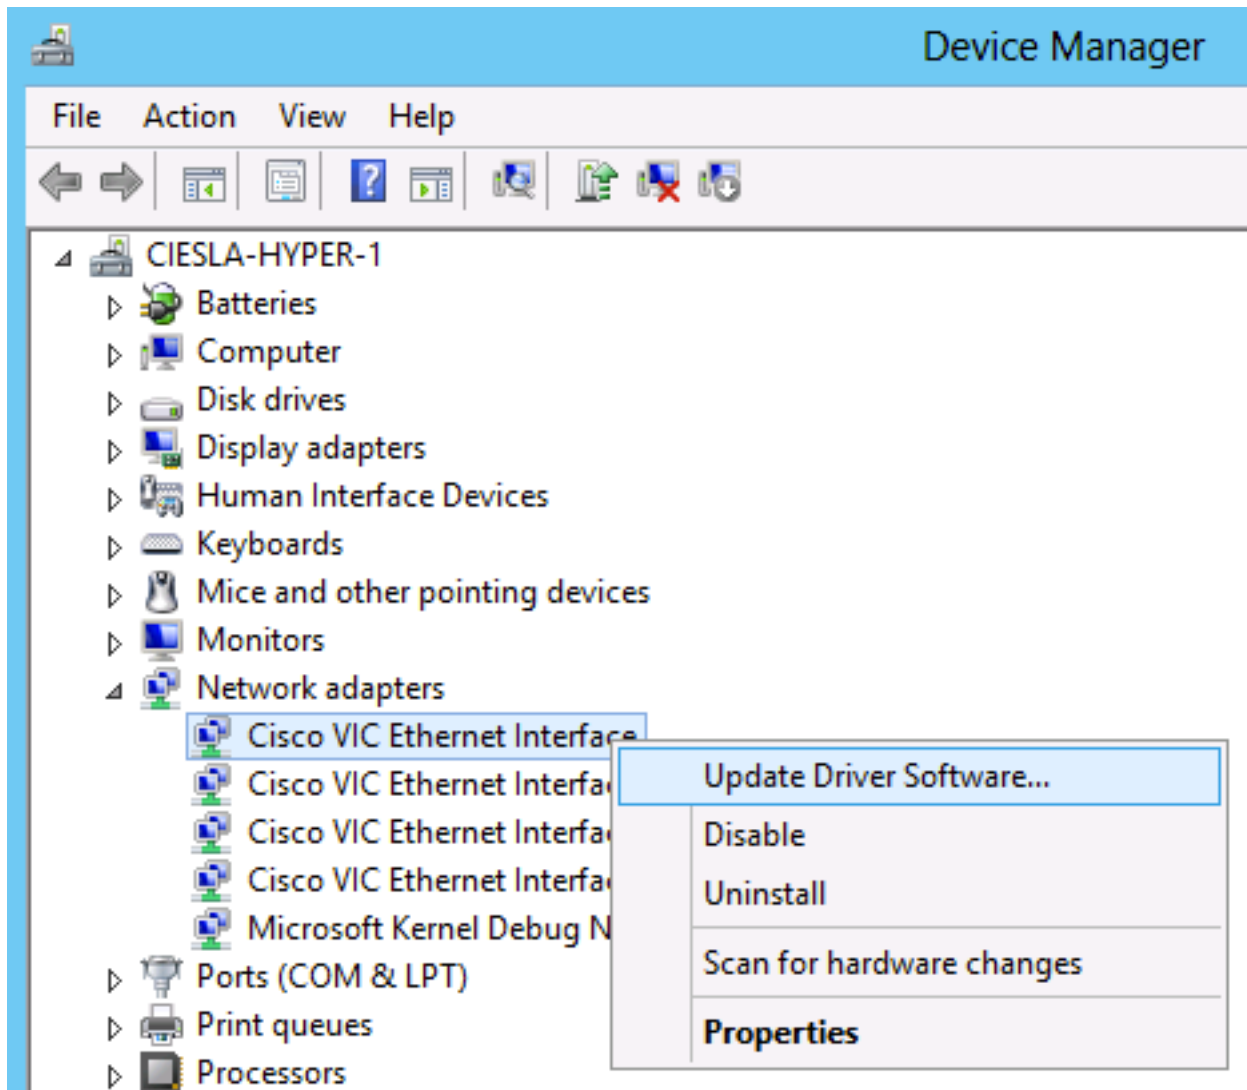 Device Manager
File Action View Help
?
CIESLA-HYPER-1
Batteries
Computer
Disk drives
Display adapters
Human Interface Devices
Keyboards
Mice and other pointing devices
Monitors
Network adapters
Cisco VIC Ethernet Interface
Update Driver Software...
Cisco VIC Ethernet Interfa
Disable
Cisco VIC Ethernet Interfa
Uninstall
Cisco VIC Ethernet Interfa
Microsoft Kernel Debug N
Scan for hardware changes
Ports (COM & LPT)
Properties
Print queues
Processors